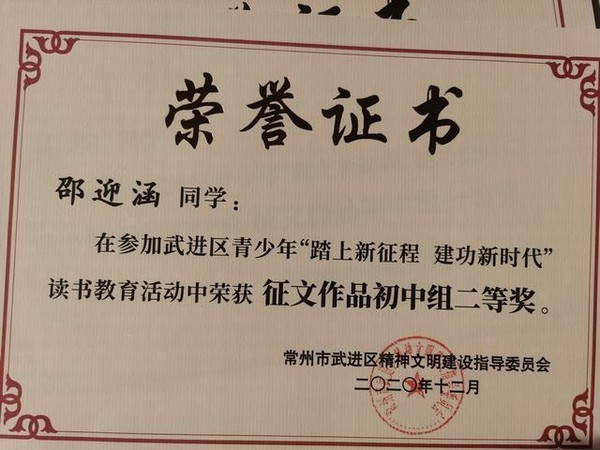 荣誉证书
邵迎涵 同学：
在参加武进区青少年“踏上新征程 建功新时代”
读书教育活动中荣获 征文作品初中组二等奖。
常州市武进区精神文明建设指导委员会
二〇二〇年十二月